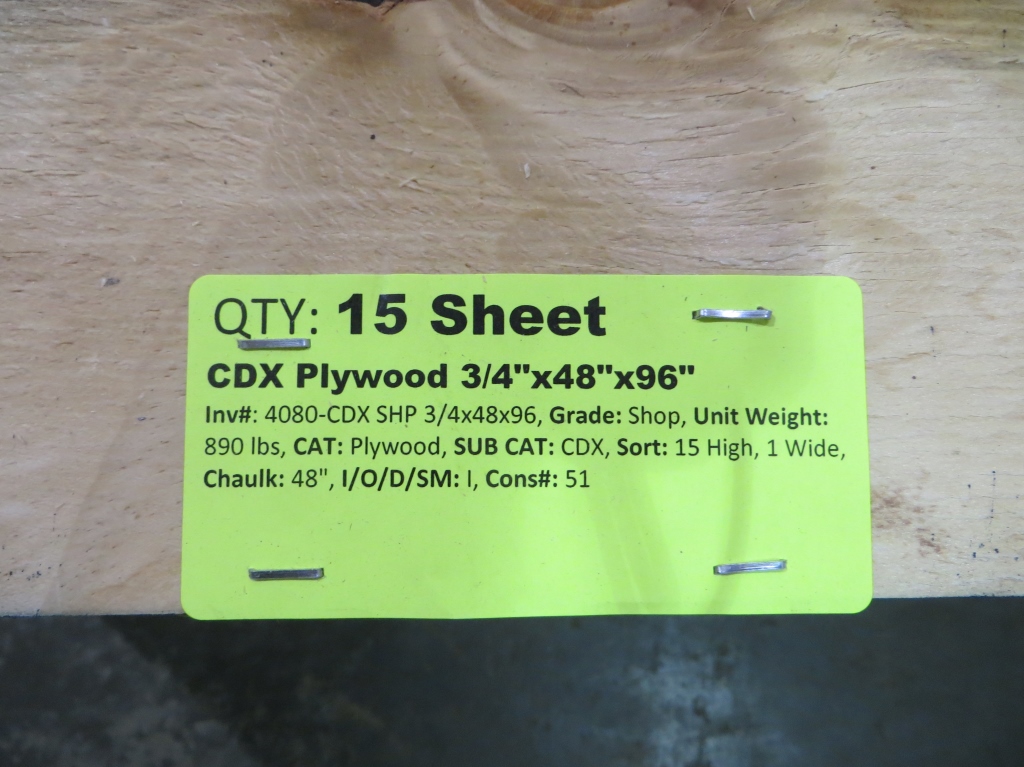 QTY: 15 Sheet
CDX Plywood 3/4"x48"x96"
Inv#: 4080-CDX SHP 3/4x48x96, Grade: Shop, Unit Weight:
890 lbs, CAT: Plywood, SUB CAT: CDX, Sort: 15 High, 1 Wide,
Chaulk: 48", I/O/D/SM: I, Cons#: 51